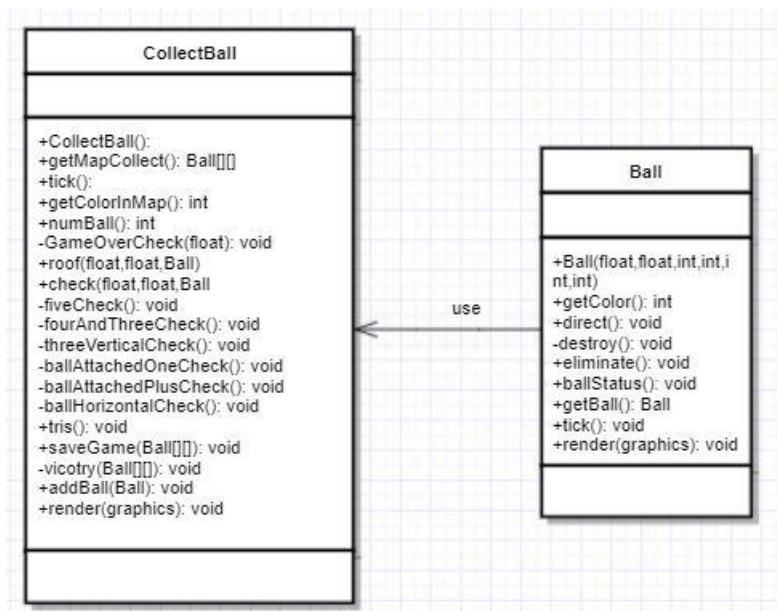 CollectBall
+CollectBall():
+getMapCollect(): Ball[][]
+tick():
+getColorInMap(): int
+numBall(): int
-GameOverCheck(float): void
+roof(float,float,Ball)
+check(float,float,Ball
-fiveCheck(): void
-fourAndThreeCheck(): void
-threeVerticalCheck(): void
-ballAttachedOneCheck(): void
-ballAttachedPlusCheck(): void
-ballHorizontalCheck(): void
+tris(): void
+saveGame(Ball[][]): void
-vicotry(Ball[][]): void
+addBall(Ball): void
+render(graphics): void
use
Ball
+Ball(float,float,int,int,i
nt,int)
+getColor(): int
+direct(): void
-destroy(): void
+eliminate(): void
+ballStatus(): void
+getBall(): Ball
+tick(): void
+render(graphics): void